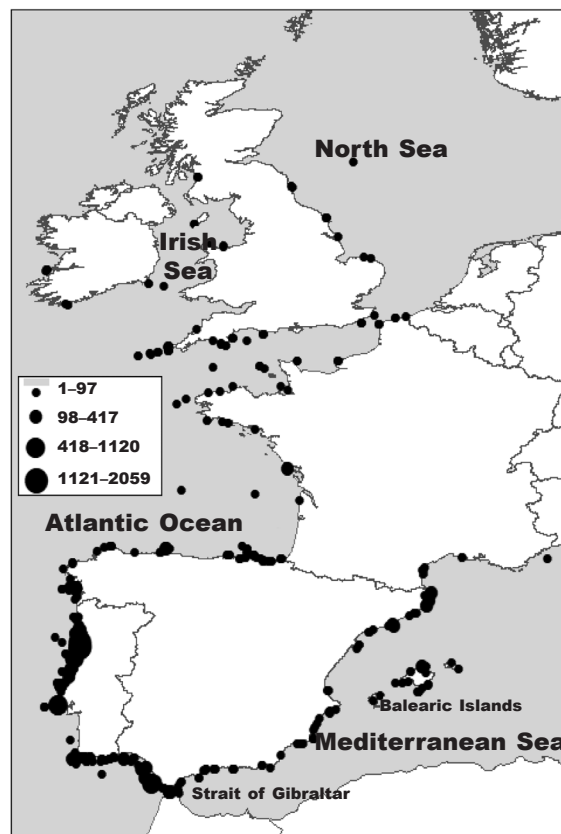 North Sea
Irish
Sea
1–97
98–417
418–1120
1121–2059
Atlantic Ocean
Balearic Islands
Mediterranean Sea
Strait of Gibraltar